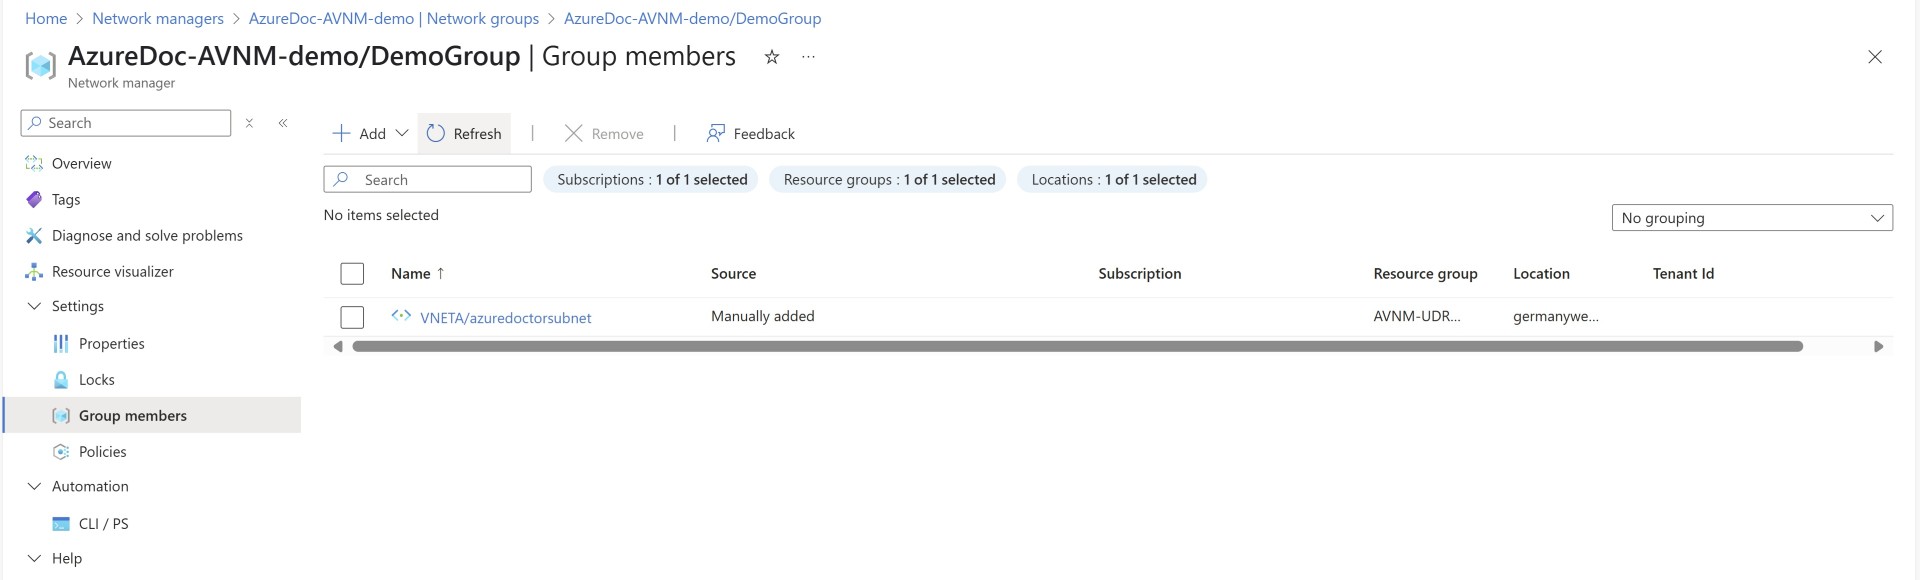 Home > Network managers > AzureDoc-AVNM-demo | Network groups > AzureDoc-AVNM-demo/DemoGroup
AzureDoc-AVNM-demo/DemoGroup | Group members
Network manager
Search
Add
Refresh
Remove
Feedback
Search
Subscriptions : 1 of 1 selected
Resource groups : 1 of 1 selected
Locations : 1 of 1 selected
No items selected
No grouping
Name ↑ Source Subscription Resource group Location Tenant Id
VNETA/azuredoctorsubnet Manually added AVNM-UDR... germanywe...
Overview
Tags
Diagnose and solve problems
Resource visualizer
Settings
Properties
Locks
Group members
Policies
Automation
CLI / PS
Help